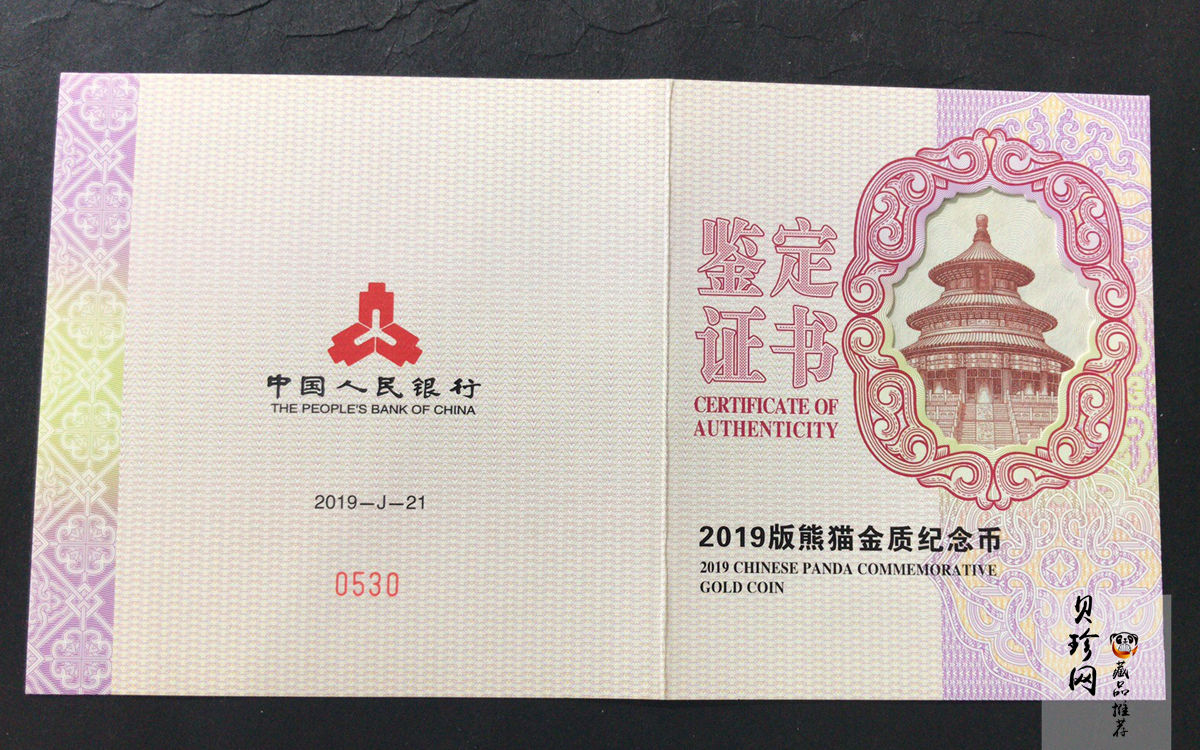 中国人民银行
THE PEOPLE'S BANK OF CHINA
2019—J—21
0530
鉴定
证书
CERTIFICATE OF
AUTHENTICITY
2019版熊猫金质纪念币
2019 CHINESE PANDA COMMEMORATIVE
GOLD COIN
贝珍网
藏品推荐